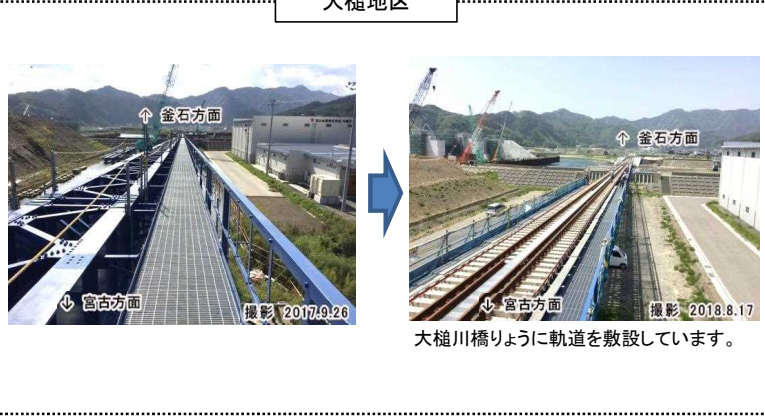 大槌地区
↑ 釜石方面
↓ 宮古方面
撮影 2017.9.26
↑ 釜石方面
↓ 宮古方面
撮影 2018.8.17
大槌川橋りょうに軌道を敷設しています。